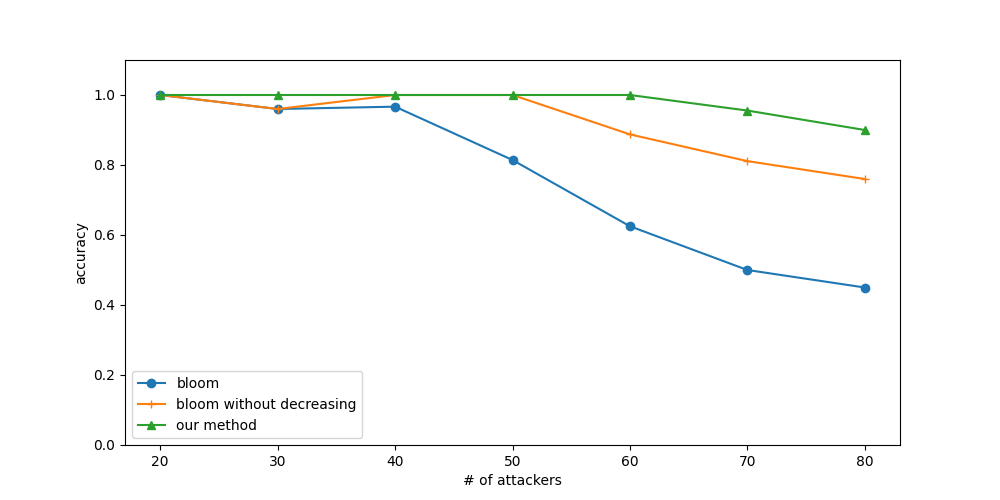 1.0
0.8
0.6
0.4
0.2
0.0
accuracy
bloom
bloom without decreasing
our method
20 30 40 50 60 70 80
# of attackers